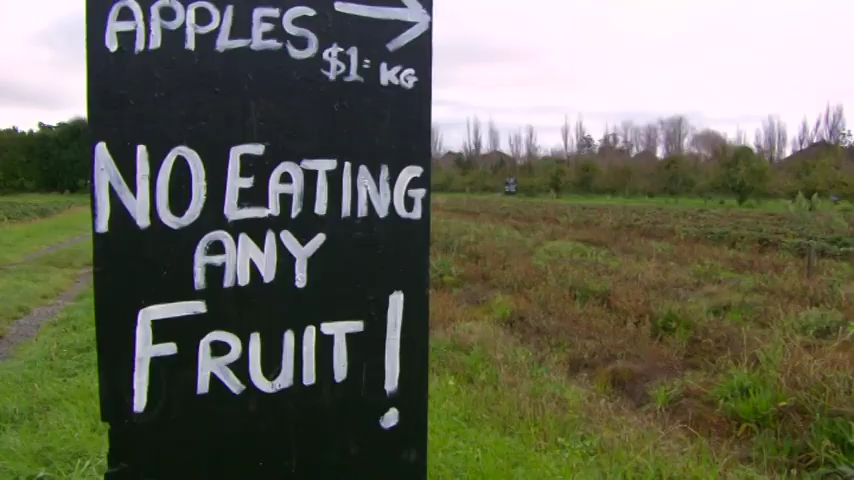 APPLES →
$1= KG
NO EATING
ANY
FRUIT!